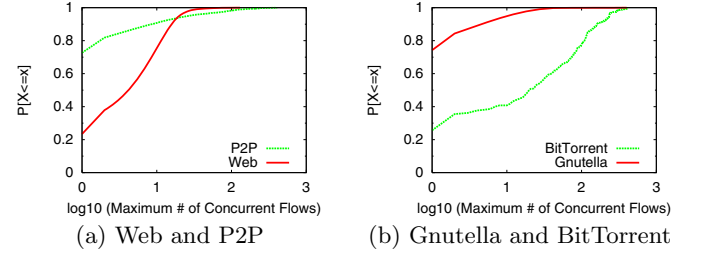 1
0.8
0.6
0.4
0.2
0
P[X<=x]
P2P
Web
0 1 2 3
log10 (Maximum # of Concurrent Flows)
(a) Web and P2P
1
0.8
0.6
0.4
0.2
0
P[X<=x]
BitTorrent
Gnutella
0 1 2 3
log10 (Maximum # of Concurrent Flows)
(b) Gnutella and BitTorrent